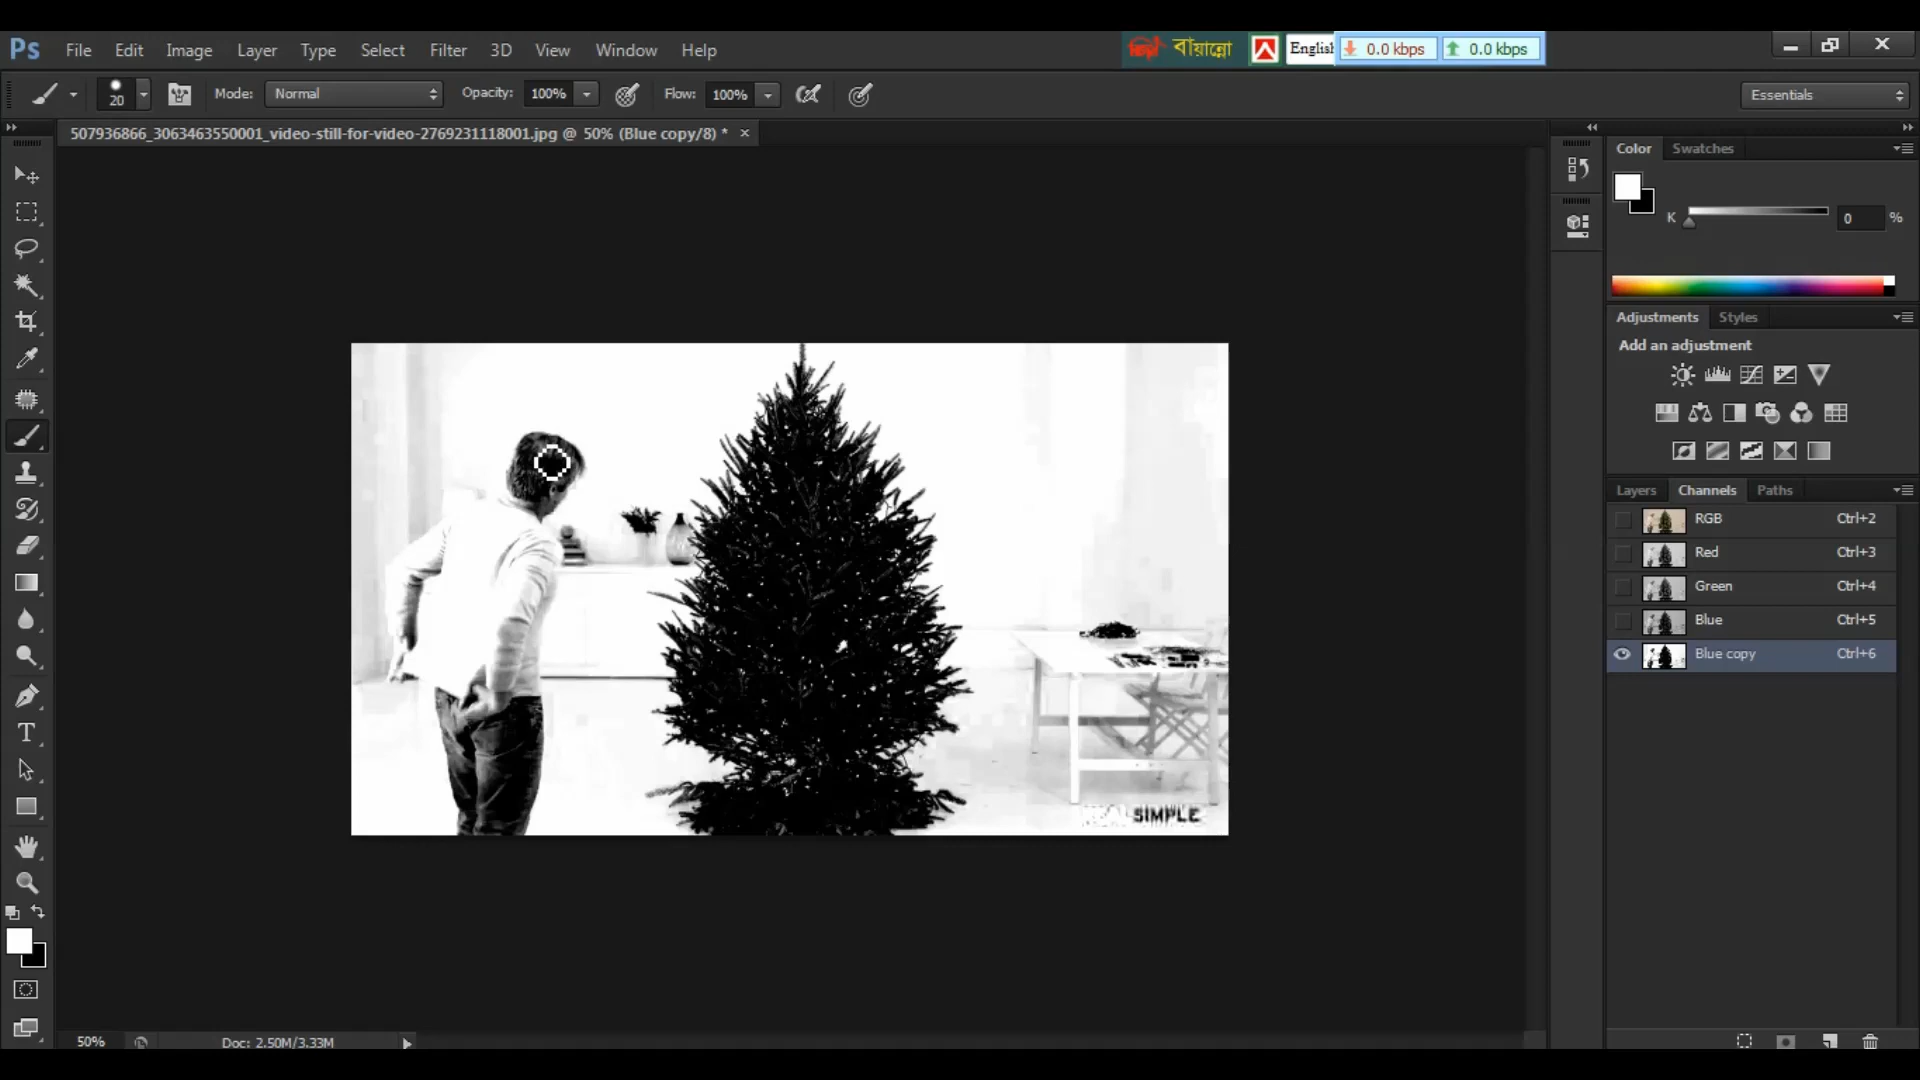 Ps File Edit Image Layer Type Select Filter 3D View Window Help
বায়ান্নো English 0.0 kbps 0.0 kbps
20 Mode: Normal Opacity: 100% Flow: 100% Essentials
507936866_3063463550001_video-still-for-video-2769231118001.jpg @ 50% (Blue copy/8) *
Color Swatches
K 0 %
Adjustments Styles
Add an adjustment
Layers Channels Paths
RGB Ctrl+2
Red Ctrl+3
Green Ctrl+4
Blue Ctrl+5
Blue copy Ctrl+6
REALSIMPLE
50% Doc: 2.50M/3.33M